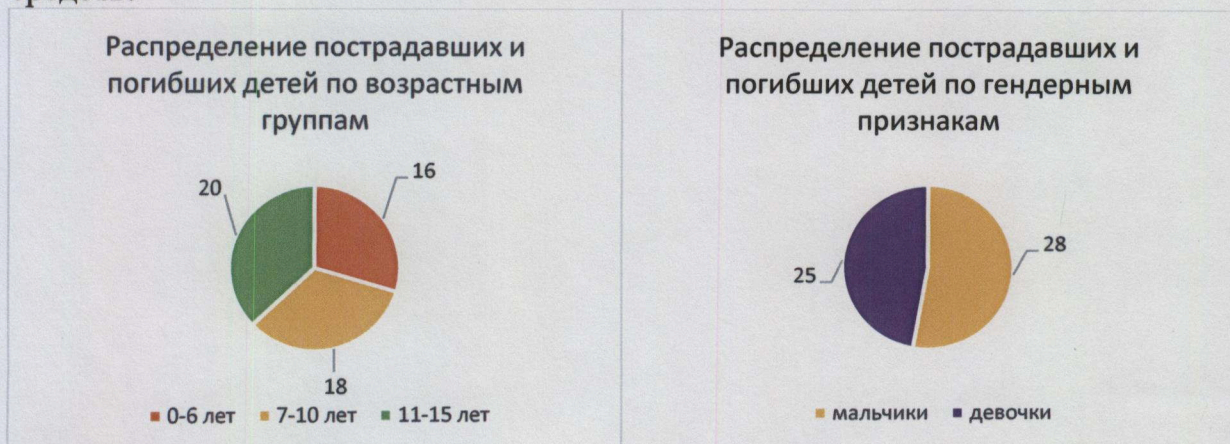 Распределение пострадавших и
погибших детей по возрастным
группам
20
16
18
0-6 лет 7-10 лет 11-15 лет
Распределение пострадавших и
погибших детей по гендерным
признакам
25
28
мальчики девочки